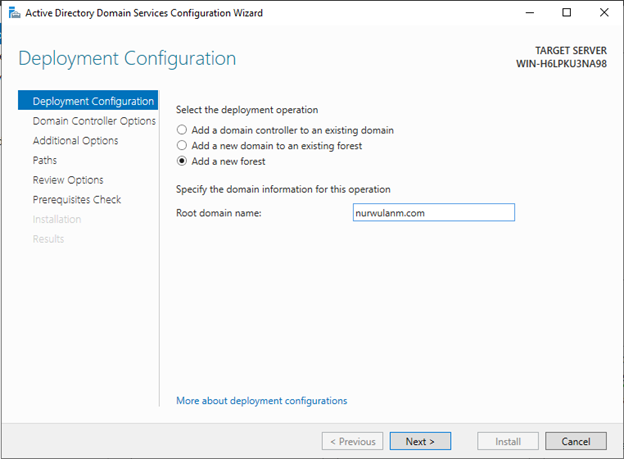 Active Directory Domain Services Configuration Wizard
Deployment Configuration
TARGET SERVER
WIN-H6LPKU3NA98
Deployment Configuration
Domain Controller Options
Additional Options
Paths
Review Options
Prerequisites Check
Installation
Results
Select the deployment operation
Add a domain controller to an existing domain
Add a new domain to an existing forest
Add a new forest
Specify the domain information for this operation
Root domain name: nurwulanm.com
More about deployment configurations
< Previous Next > Install Cancel